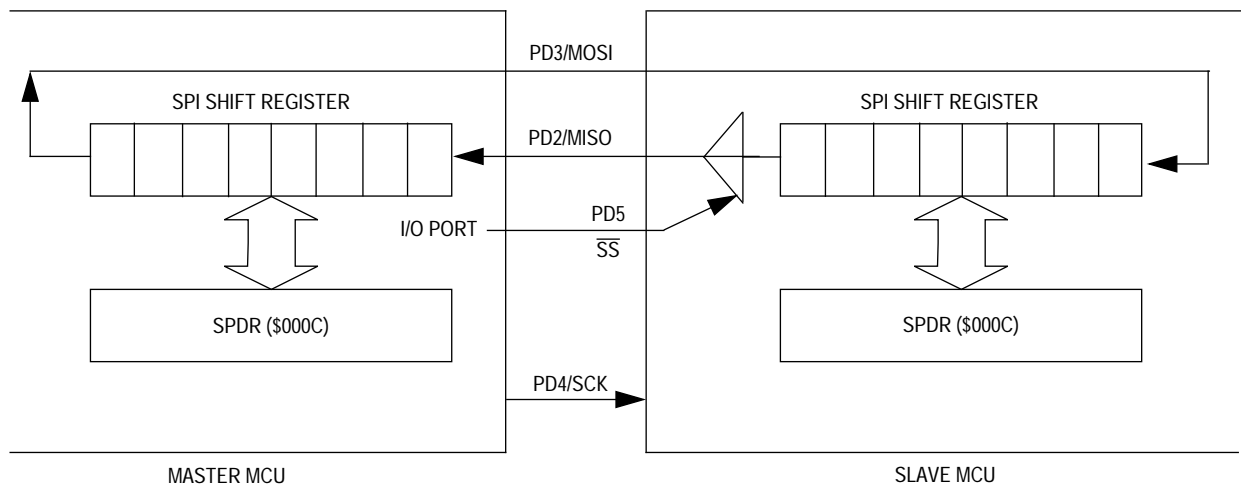 PD3/MOSI
SPI SHIFT REGISTER
SPI SHIFT REGISTER
PD2/MISO
I/O PORT
PD5
SS
SPDR ($000C)
SPDR ($000C)
PD4/SCK
MASTER MCU
SLAVE MCU